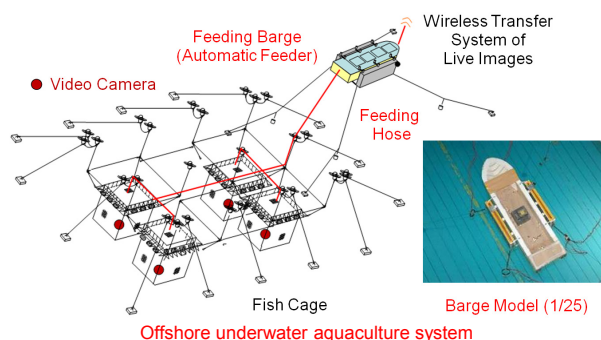 Feeding Barge
(Automatic Feeder)
Wireless Transfer
System of
Live Images
Video Camera
Feeding
Hose
Fish Cage
Barge Model (1/25)
Offshore underwater aquaculture system